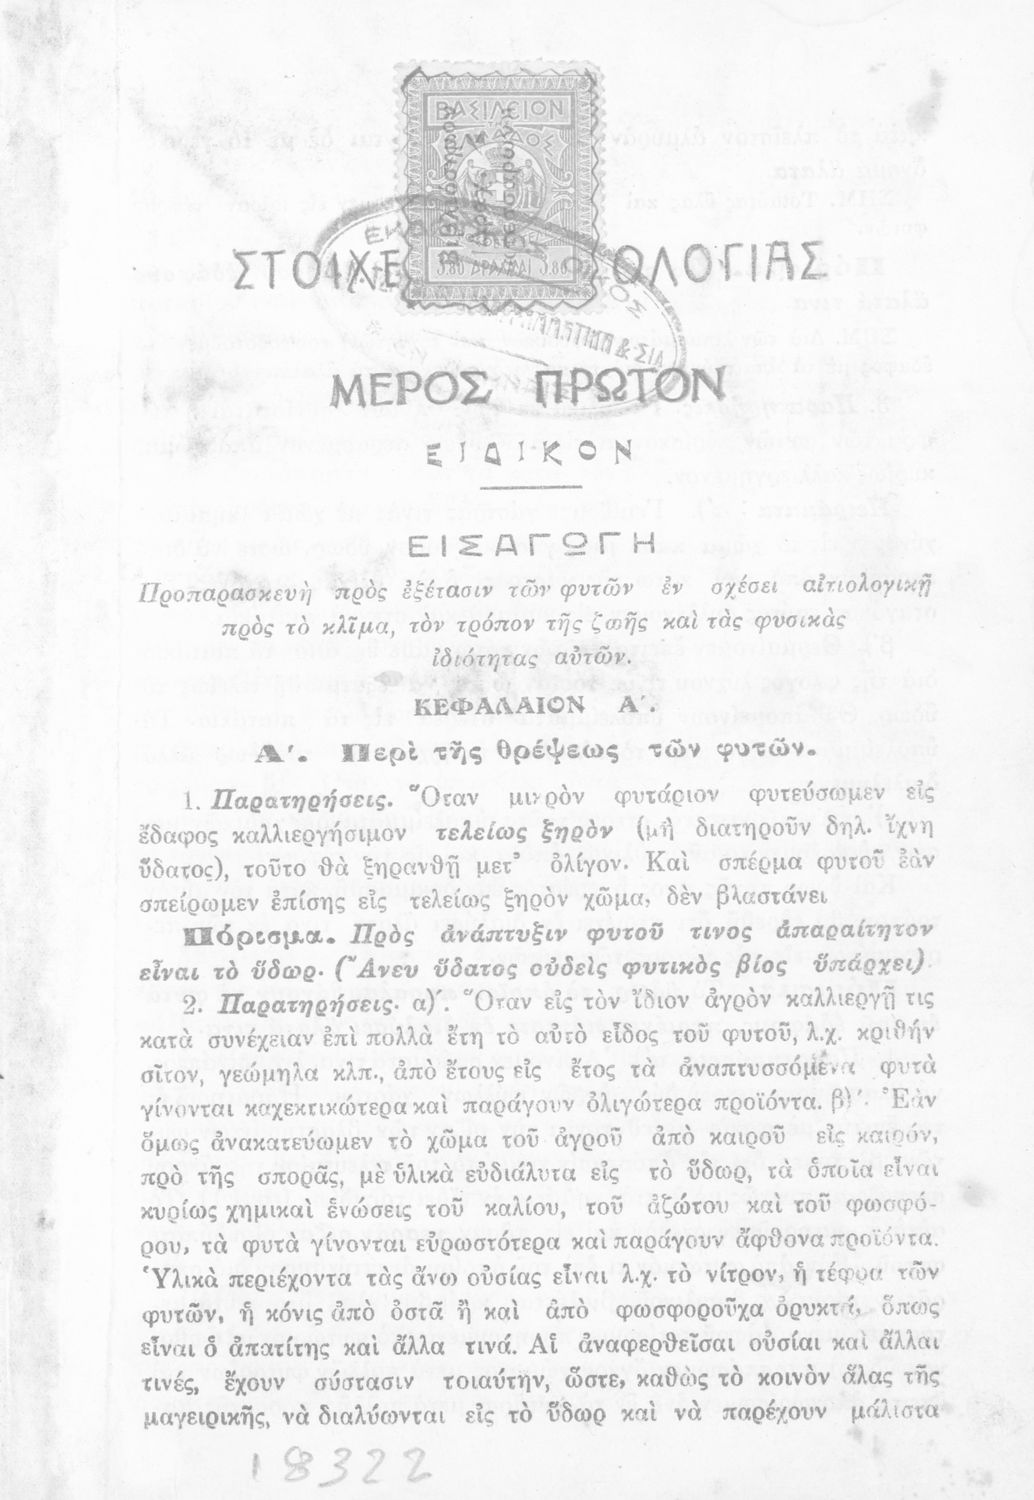 ΒΑΣΙΛΕΙΟΝ
3.80 ΔΡΑΧΜΑΙ 3.80
ΣΤΟΙΧΕ ΟΛΟΓΙΑΣ
& ΣΙΑ
ΜΕΡΟΣ ΠΡΩΤΟΝ
ΕΙΔΙΚΟΝ
ΕΙΣΑΓΩΓΗ
Προπαρασκευὴ πρὸς ἐξέτασιν τῶν φυτῶν ἐν σχέσει αἰτιολογικῇ
πρὸς τὸ κλῖμα, τὸν τρόπον τῆς ζωῆς καὶ τὰς φυσικὰς
ἰδιότητας αὐτῶν.
ΚΕΦΑΛΑΙΟΝ Α΄.
Α΄. Περὶ τῆς θρέψεως τῶν φυτῶν.
1. Παρατηρήσεις. Ὅταν μικρὸν φυτάριον φυτεύσωμεν εἰς
ἔδαφος καλλιεργήσιμον τελείως ξηρὸν (μὴ διατηροῦν δηλ. ἴχνη
ὕδατος), τοῦτο θὰ ξηρανθῇ μετ' ὀλίγον· Καὶ σπέρμα φυτοῦ ἐὰν
σπείρωμεν ἐπίσης εἰς τελείως ξηρὸν χῶμα, δὲν βλαστάνει
Πόρισμα. Πρὸς ἀνάπτυξιν φυτοῦ τινος ἀπαραίτητον
εἶναι τὸ ὕδωρ· (Ἄνευ ὕδατος οὐδεὶς φυτικὸς βίος ὕπάρχει).
2. Παρατηρήσεις· α)΄. Ὅταν εἰς τὸν ἴδιον ἀγρὸν καλλιεργῇ τις
κατὰ συνέχειαν ἐπὶ πολλὰ ἔτη τὸ αὐτὸ εἶδος τοῦ φυτοῦ, λ.χ. κριθήν
σῖτον, γεώμηλα κλπ., ἀπὸ ἔτους εἰς ἔτος τὰ ἀναπτυσσόμενα φυτὰ
γίνονται καχεκτικώτερα καὶ παράγουν ὀλιγώτερα προϊόντα. β)΄. Ἐὰν
ὅμως ἀνακατεύωμεν τὸ χῶμα τοῦ ἀγροῦ ἀπὸ καιροῦ εἰς καιρόν,
πρὸ τῆς σπορᾶς, μὲ ὑλικὰ εὐδιάλυτα εἰς τὸ ὕδωρ, τὰ ὁποῖα εἶναι
κυρίως χημικαὶ ἑνώσεις τοῦ καλίου, τοῦ ἀζώτου καὶ τοῦ φωσφό-
ρου, τὰ φυτὰ γίνονται εὐρωστότερα καὶ παράγουν ἄφθονα προϊόντα.
Ὑλικὰ περιέχοντα τὰς ἄνω οὐσίας εἶναι λ.χ. τὸ νίτρον, ἡ τέφρα τῶν
φυτῶν, ἡ κόνις ἀπὸ ὀστᾶ ἢ καὶ ἀπὸ φωσφοροῦχα ὀρυκτά, ὅπως
εἶναι ὁ ἀπατίτης καὶ ἄλλα τινά. Αἱ ἀναφερθεῖσαι οὐσίαι καὶ ἄλλαι
τινές, ἔχουν σύστασιν τοιαύτην, ὥστε, καθὼς τὸ κοινὸν ἅλας τῆς
μαγειρικῆς, νὰ διαλύωνται εἰς τὸ ὕδωρ καὶ νὰ παρέχουν μάλιστα
18322